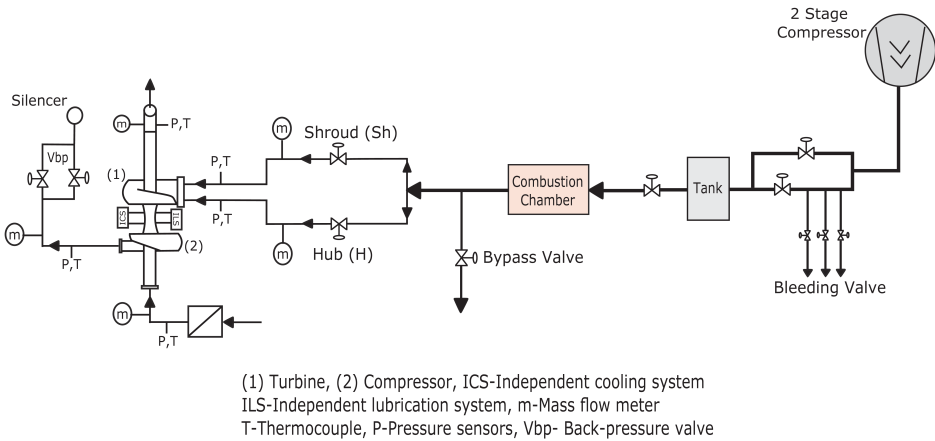 2 Stage
Compressor
Silencer
Vbp
m
P,T
(1)
P,T
m
Shroud (Sh)
Combustion
Chamber
Tank
ICS
ILS
P,T
m
Hub (H)
(2)
m
P,T
Bypass Valve
Bleeding Valve
m
P,T
(1) Turbine, (2) Compressor, ICS-Independent cooling system
ILS-Independent lubrication system, m-Mass flow meter
T-Thermocouple, P-Pressure sensors, Vbp- Back-pressure valve